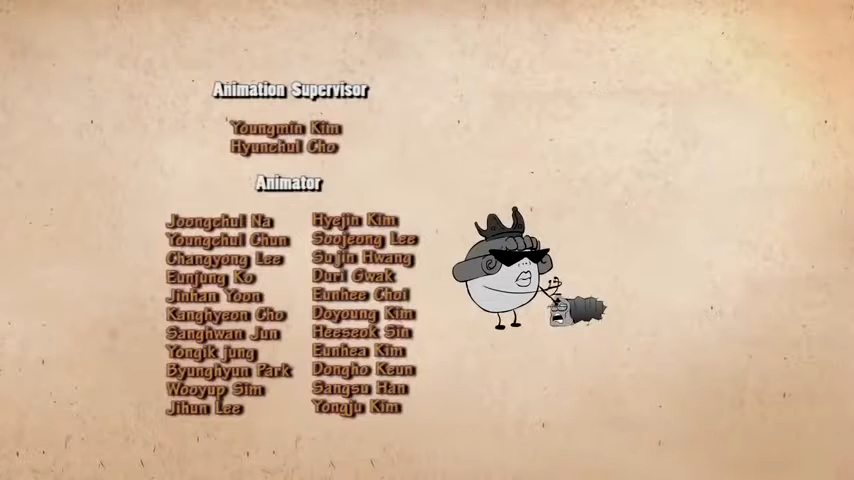 Animation Supervisor
Youngmin Kim
Hyunchul Cho
Animator
Joongchul Na
Youngchul Chun
Changyong Lee
Eunjung Ko
Jinhan Yoon
Kanghyeon Cho
Sanghwan Jun
Yongik jung
Byunghyun Park
Wooyup Sim
Jihun Lee
Hyejin Kim
Soojeong Lee
Sujin Hwang
Duri Gwak
Eunhee Choi
Doyoung Kim
Heeseok Sin
Eunhea Kim
Dongho Keun
Sangsu Han
Yongju Kim